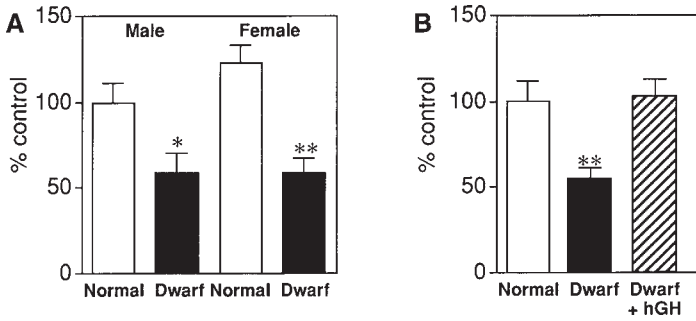 A
% control
150
100
50
0
Male Female
*
**
Normal Dwarf Normal Dwarf
B
% control
150
100
50
0
**
Normal Dwarf Dwarf
+ hGH